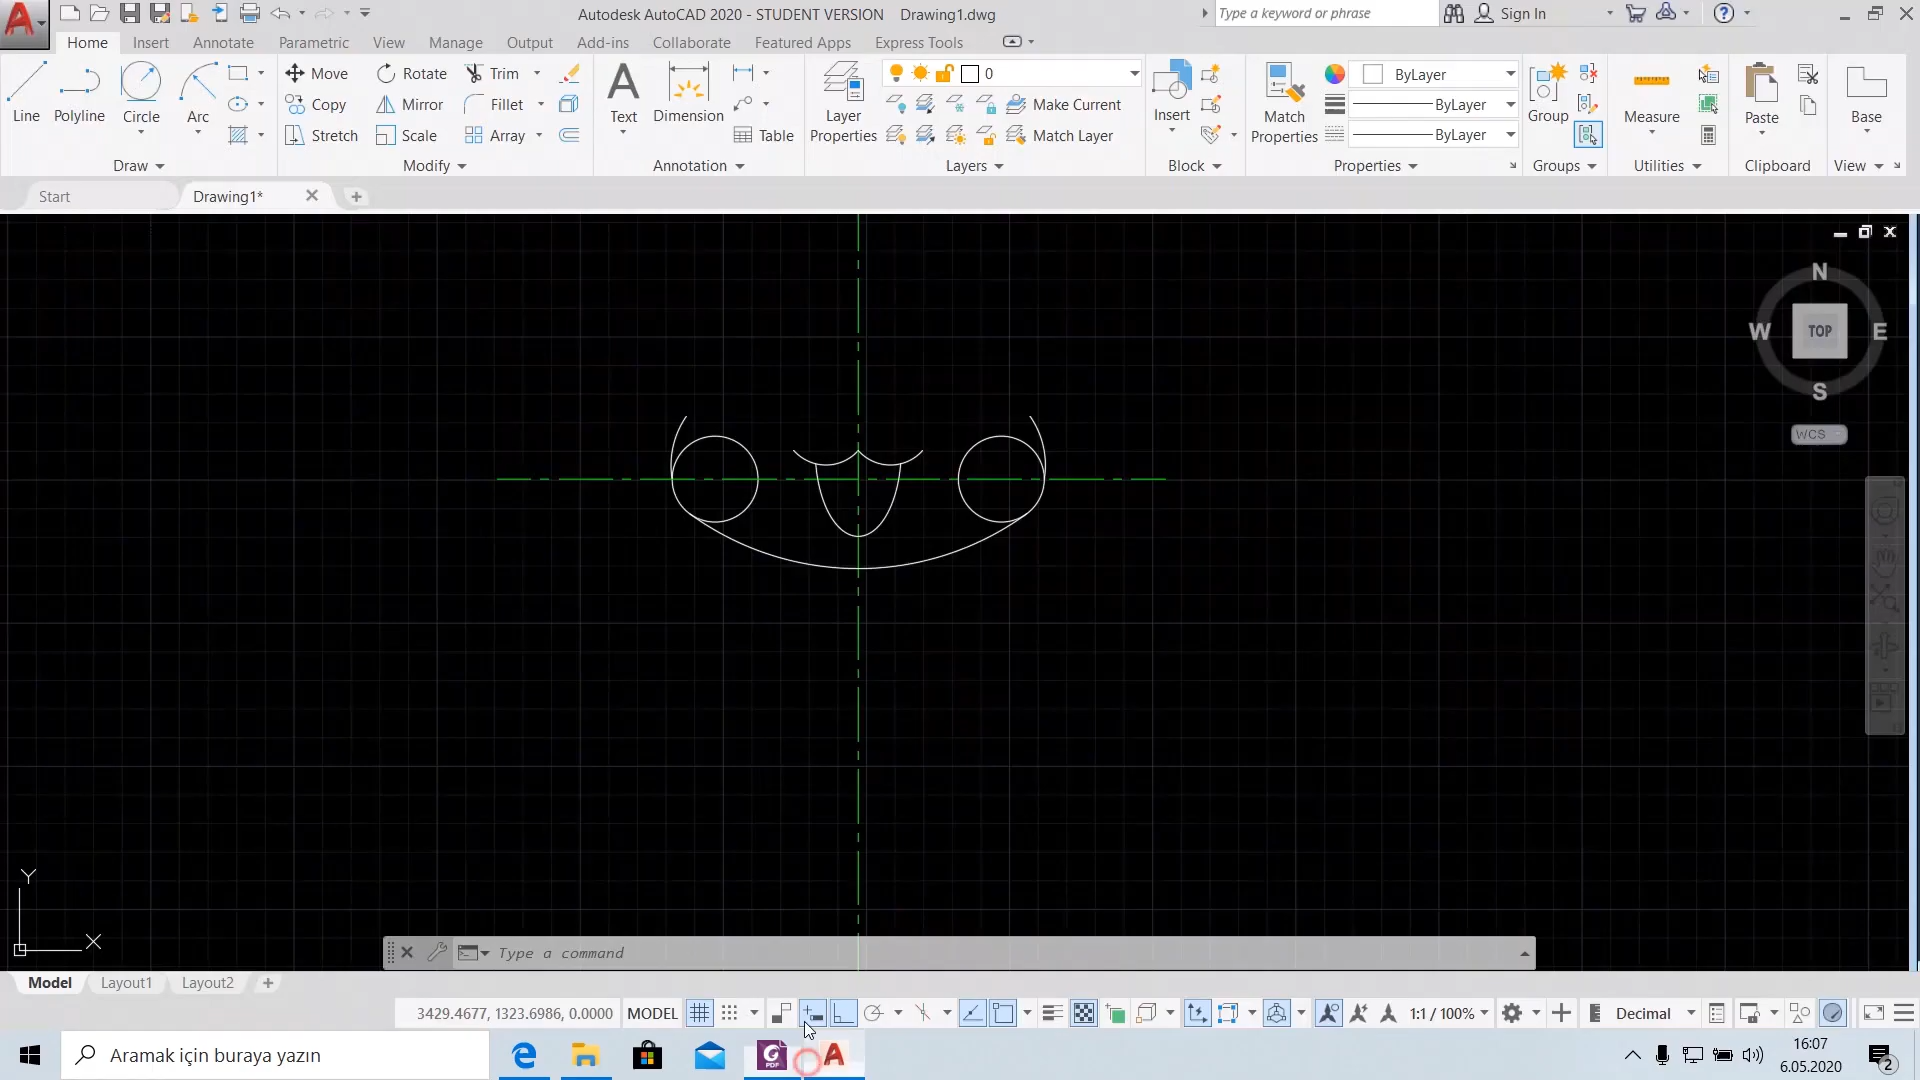 Autodesk AutoCAD 2020 - STUDENT VERSION Drawing1.dwg
Type a keyword or phrase
Sign In
Home Insert Annotate Parametric View Manage Output Add-ins Collaborate Featured Apps Express Tools
Line Polyline Circle Arc
Move Rotate Trim
Copy Mirror Fillet
Stretch Scale Array
Text Dimension Table
Layer Properties
0
Make Current
Match Layer
Insert
Match Properties
ByLayer
ByLayer
ByLayer
Group Measure Paste Base
Draw Modify Annotation Layers Block Properties Groups Utilities Clipboard View
Start Drawing1*
N
W TOP E
S
WCS
Y
X
Type a command
Model Layout1 Layout2
3429.4677, 1323.6986, 0.0000 MODEL 1:1 / 100% Decimal
Aramak için buraya yazın
PDF
16:07
6.05.2020
2